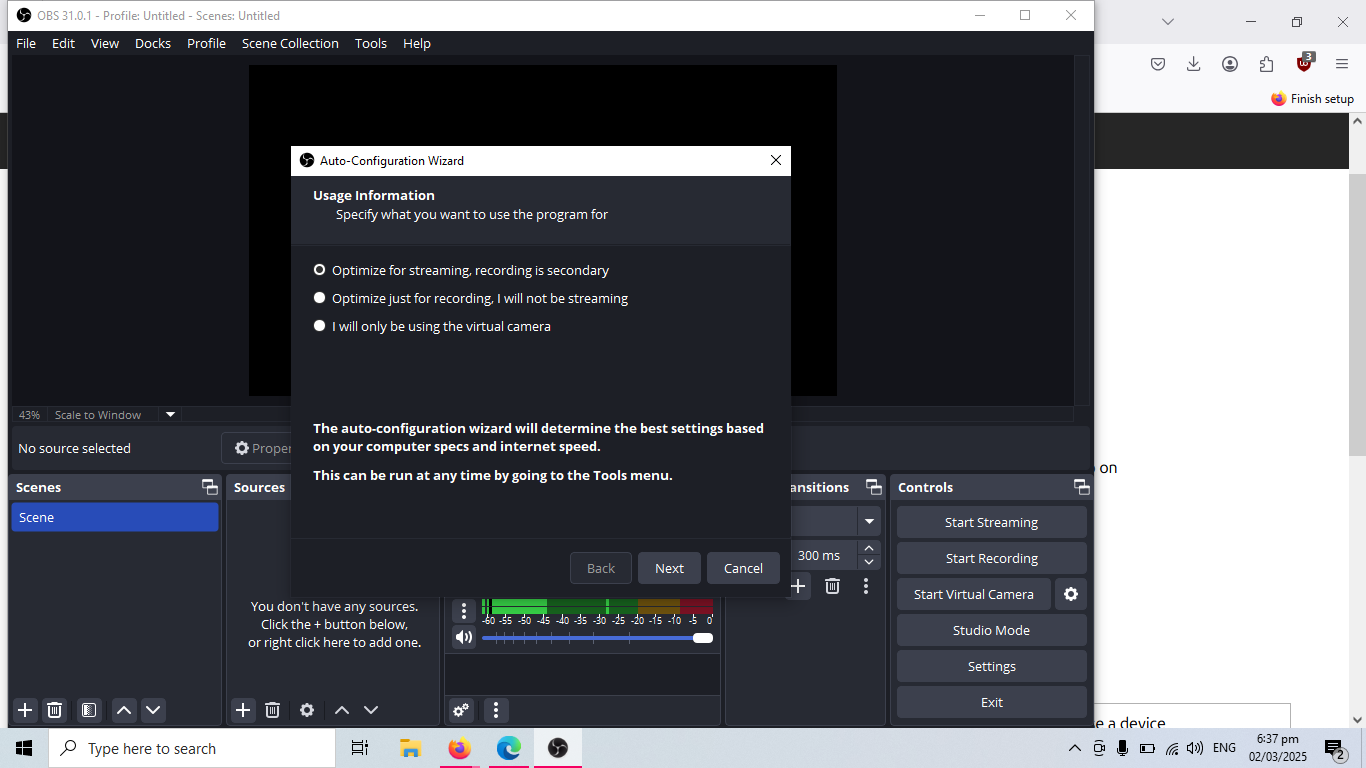 OBS 31.0.1 - Profile: Untitled - Scenes: Untitled
File Edit View Docks Profile Scene Collection Tools Help
3
Finish setup
Auto-Configuration Wizard
Usage Information
Specify what you want to use the program for
Optimize for streaming, recording is secondary
Optimize just for recording, I will not be streaming
I will only be using the virtual camera
The auto-configuration wizard will determine the best settings based
on your computer specs and internet speed.
This can be run at any time by going to the Tools menu.
Back Next Cancel
43% Scale to Window
No source selected
Proper
on
Scenes
Scene
Sources
You don't have any sources.
Click the + button below,
or right click here to add one.
-60 -55 -50 -45 -40 -35 -30 -25 -20 -15 -10 -5 0
ansitions
300 ms
Controls
Start Streaming
Start Recording
Start Virtual Camera
Studio Mode
Settings
Exit
e a device
Type here to search
ENG
6:37 pm
02/03/2025
2